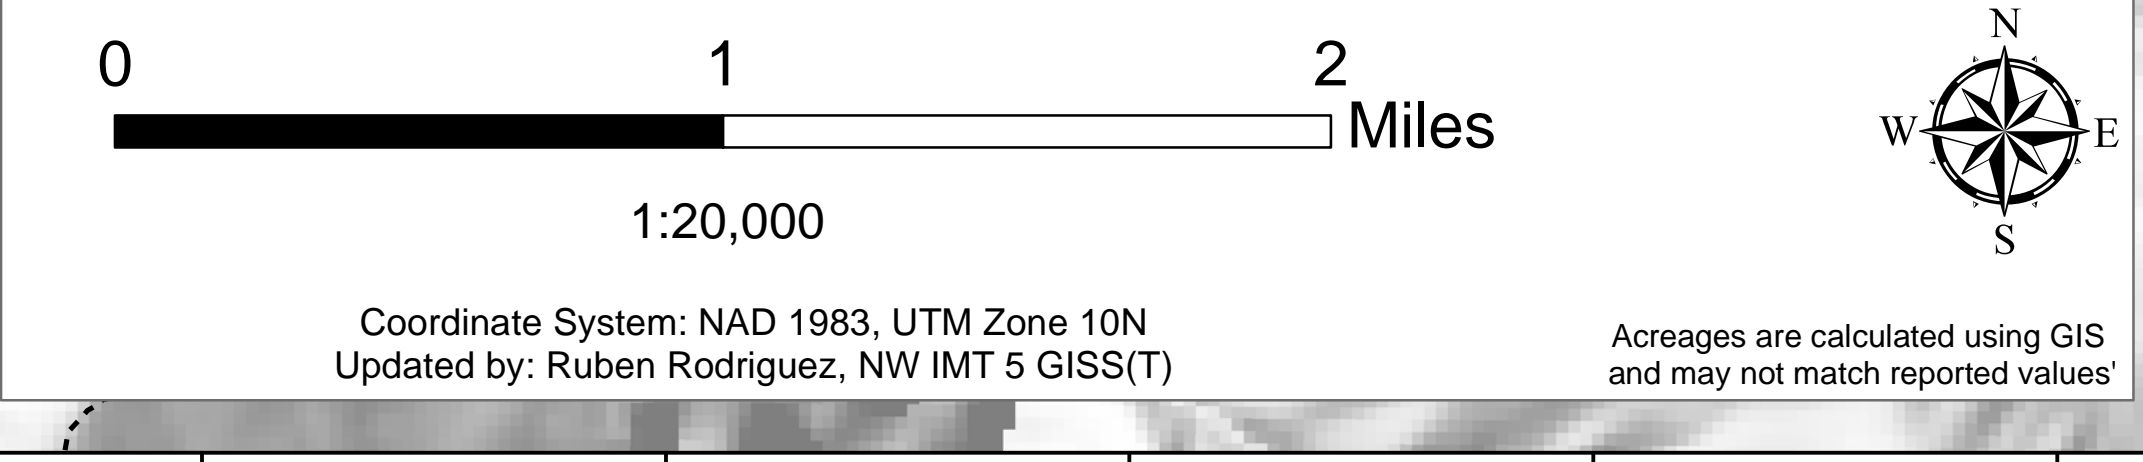 N
0 1 2
Miles
W E
1:20,000
S
Coordinate System: NAD 1983, UTM Zone 10N
Updated by: Ruben Rodriguez, NW IMT 5 GISS(T)
Acreages are calculated using GIS
and may not match reported values'